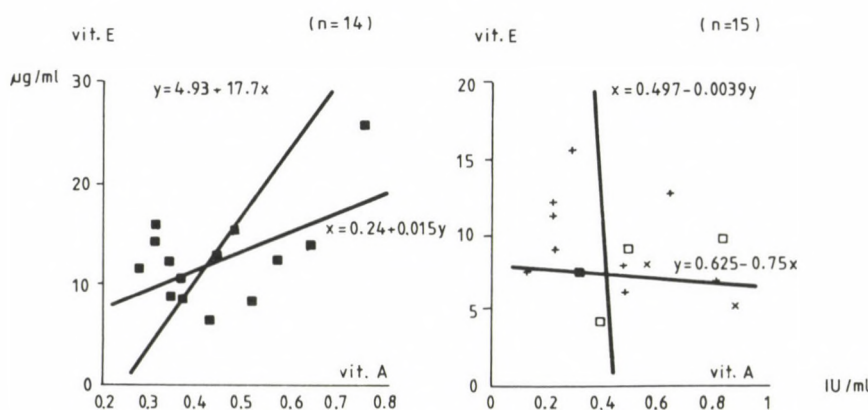 vit. E
(n=14)
µg/ml
30
20
10
0
y=4.93+17.7x
x=0.24+0.015y
vit. A
0.2
0.3
0.4
0.5
0.6
0.7
0.8
vit. E
(n=15)
20
15
10
5
0
x=0.497-0.0039y
y=0.625-0.75x
vit. A
IU/ml
0
0.2
0.4
0.6
0.8
1